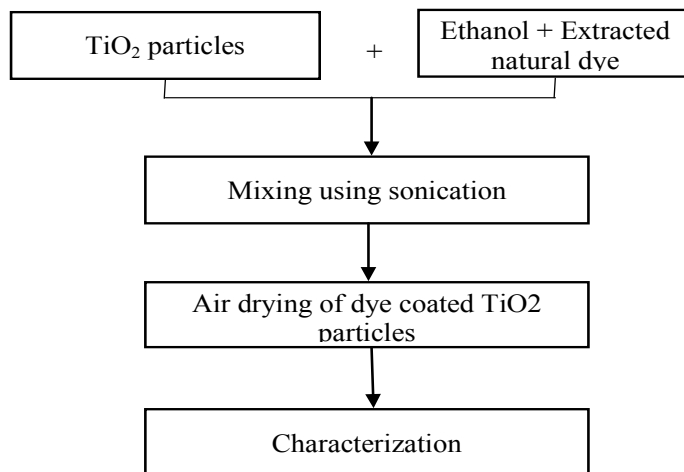 TiO₂ particles
+
Ethanol + Extracted
natural dye
Mixing using sonication
Air drying of dye coated TiO2
particles
Characterization